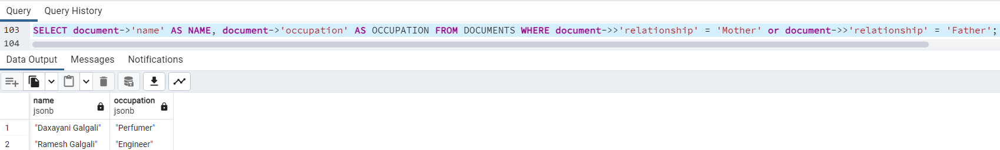 Query Query History
103 SELECT document->'name' AS NAME, document->'occupation' AS OCCUPATION FROM DOCUMENTS WHERE document->>'relationship' = 'Mother' or document->>'relationship' = 'Father';
104
Data Output Messages Notifications
name occupation
jsonb jsonb
1 "Daxayani Galgali" "Perfumer"
2 "Ramesh Galgali" "Engineer"